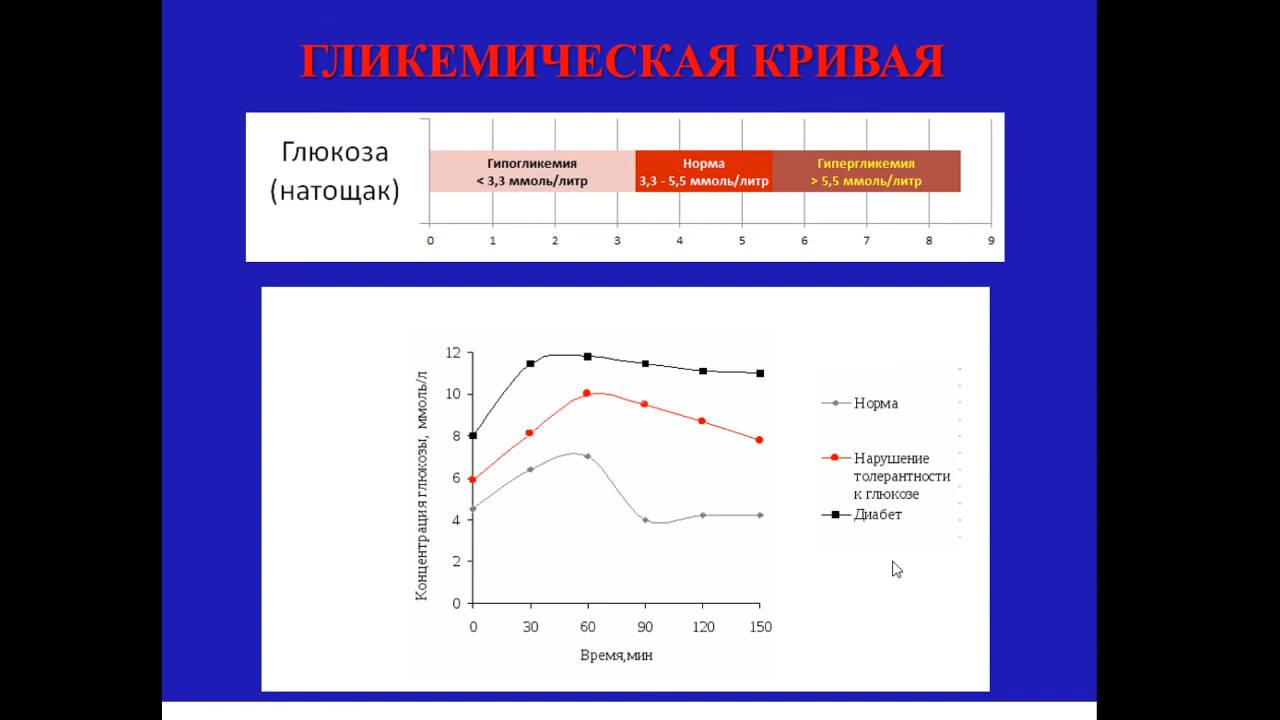 ГЛИКЕМИЧЕСКАЯ КРИВАЯ
Глюкоза
(натощак)
Гипогликемия
< 3,3 ммоль/литр
Норма
3,3 - 5,5 ммоль/литр
Гипергликемия
> 5,5 ммоль/литр
0 1 2 3 4 5 6 7 8 9
Концентрация глюкозы, ммоль/л
12
10
8
6
4
2
0
0 30 60 90 120 150
Время,мин
Норма
Нарушение
толерантности
к глюкозе
Диабет